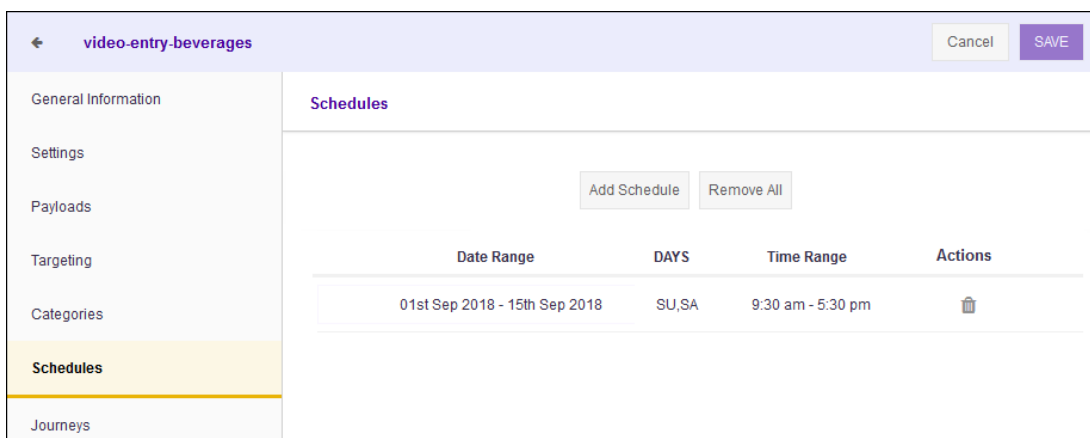 video-entry-beverages
Cancel
SAVE
General Information
Settings
Payloads
Targeting
Categories
Schedules
Journeys
Schedules
Add Schedule
Remove All
Date Range DAYS Time Range Actions
01st Sep 2018 - 15th Sep 2018 SU,SA 9:30 am - 5:30 pm